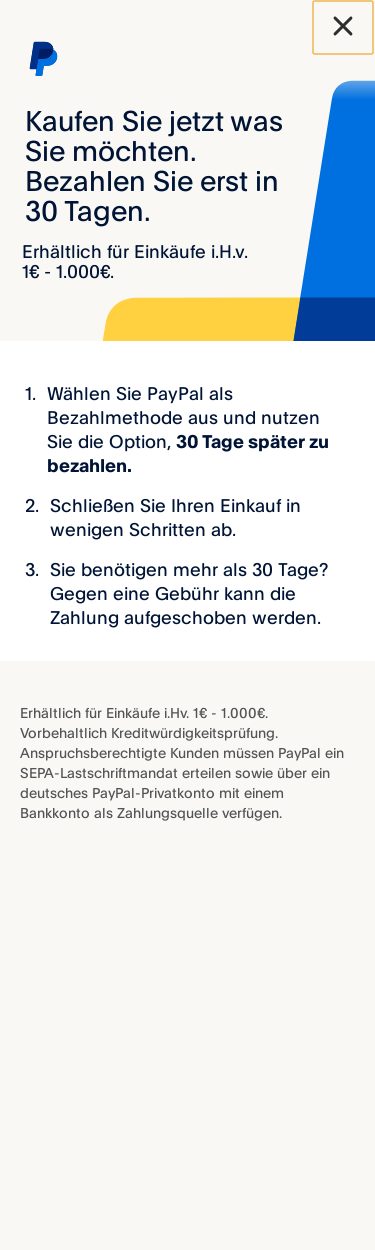 Kaufen Sie jetzt was
Sie möchten.
Bezahlen Sie erst in
30 Tagen.
Erhältlich für Einkäufe i.H.v.
1€ - 1.000€.
1. Wählen Sie PayPal als
Bezahlmethode aus und nutzen
Sie die Option, 30 Tage später zu
bezahlen.
2. Schließen Sie Ihren Einkauf in
wenigen Schritten ab.
3. Sie benötigen mehr als 30 Tage?
Gegen eine Gebühr kann die
Zahlung aufgeschoben werden.
Erhältlich für Einkäufe i.Hv. 1€ - 1.000€.
Vorbehaltlich Kreditwürdigkeitsprüfung.
Anspruchsberechtigte Kunden müssen PayPal ein
SEPA-Lastschriftmandat erteilen sowie über ein
deutsches PayPal-Privatkonto mit einem
Bankkonto als Zahlungsquelle verfügen.